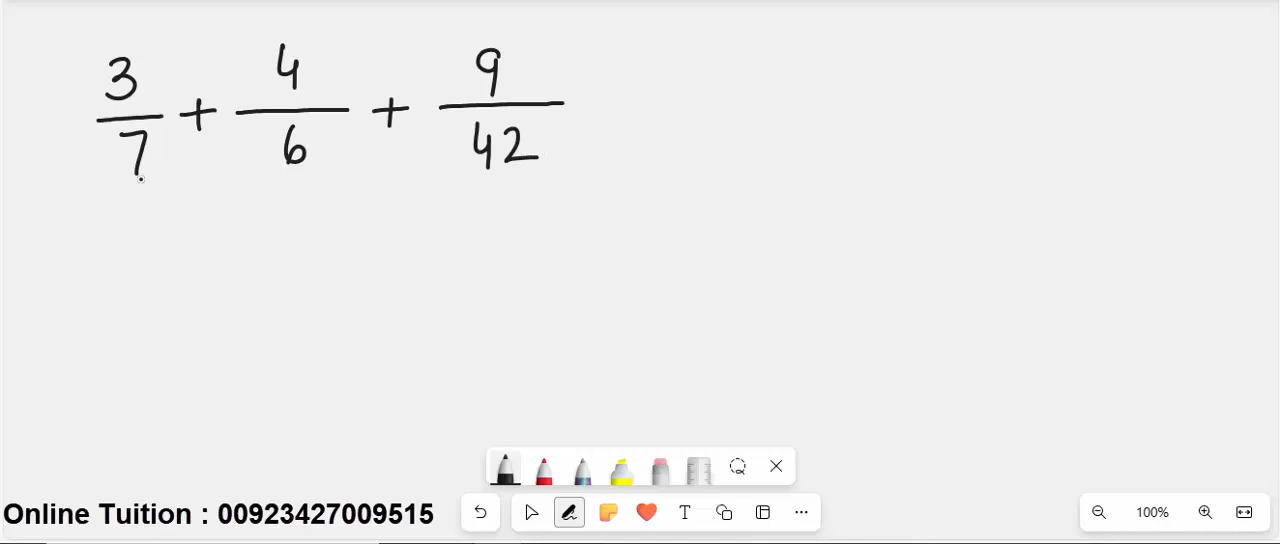 3/7 + 4/6 + 9/42
T
Online Tuition : 00923427009515
100%